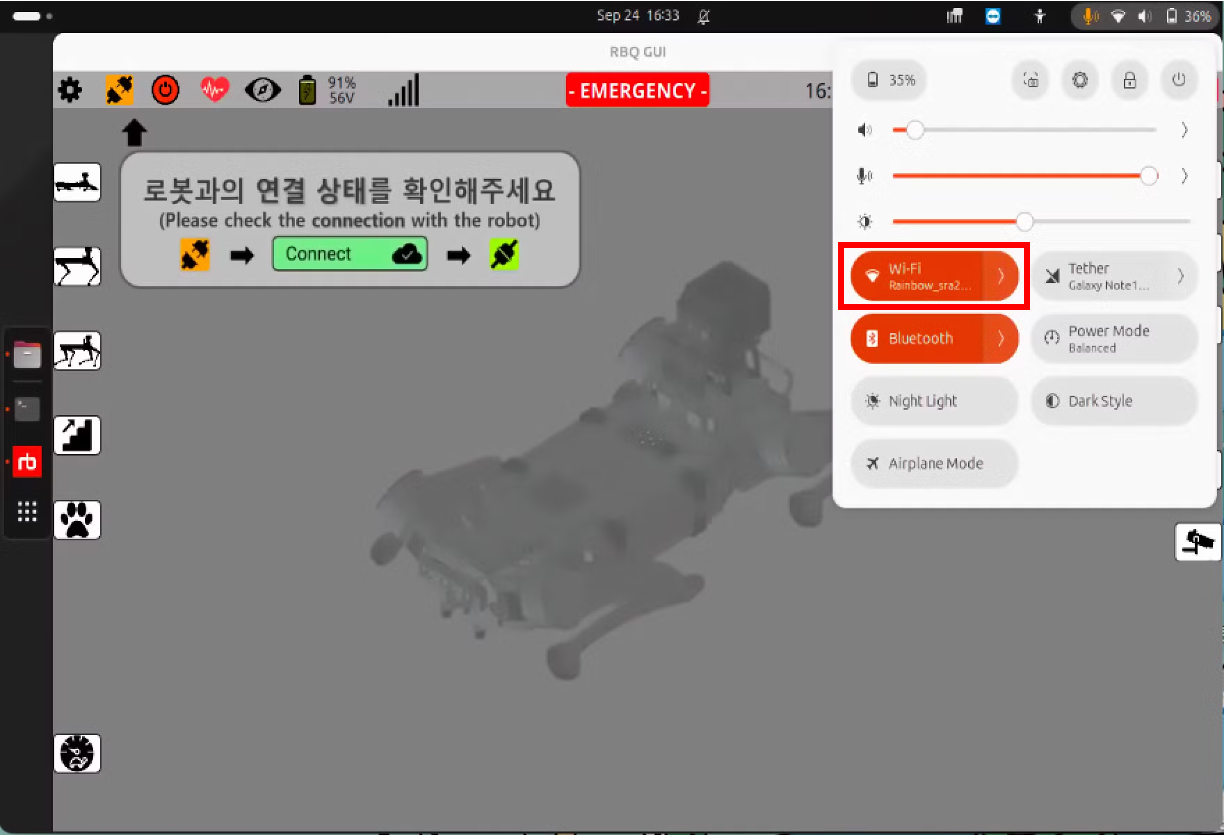 Sep 24 16:33
36%
RBQ GUI
91%
56V
- EMERGENCY -
16:
35%
로봇과의 연결 상태를 확인해주세요
(Please check the connection with the robot)
Connect
Wi-Fi
Rainbow_sra2...
Tether
Galaxy Note1...
Bluetooth
Power Mode
Balanced
Night Light
Dark Style
Airplane Mode
rb